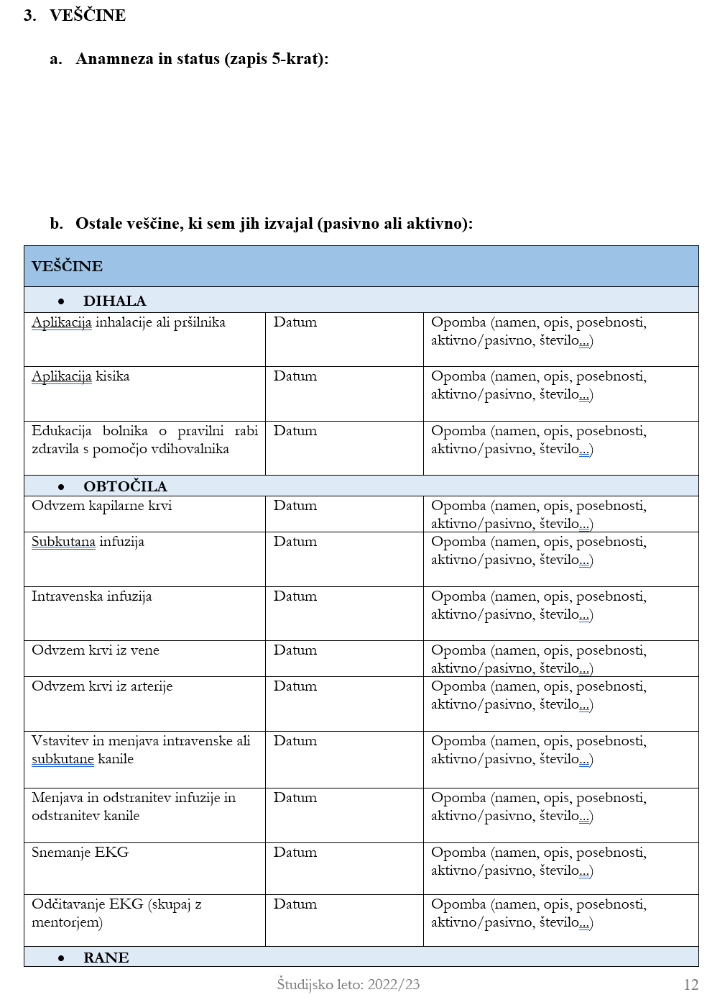 3. VEŠČINE
a. Anamneza in status (zapis 5-krat):
b. Ostale veščine, ki sem jih izvajal (pasivno ali aktivno):
VEŠČINE
• DIHALA
Aplikacija inhalacije ali pršilnika
Datum
Opomba (namen, opis, posebnosti,
aktivno/pasivno, število...)
Aplikacija kisika
Datum
Opomba (namen, opis, posebnosti,
aktivno/pasivno, število...)
Edukacija bolnika o pravilni rabi
zdravila s pomočjo vdihovalnika
Datum
Opomba (namen, opis, posebnosti,
aktivno/pasivno, število...)
• OBTOČILA
Odvzem kapilarne krvi
Datum
Opomba (namen, opis, posebnosti,
aktivno/pasivno, število...)
Subkutana infuzija
Datum
Opomba (namen, opis, posebnosti,
aktivno/pasivno, število...)
Intravenska infuzija
Datum
Opomba (namen, opis, posebnosti,
aktivno/pasivno, število...)
Odvzem krvi iz vene
Datum
Opomba (namen, opis, posebnosti,
aktivno/pasivno, število...)
Odvzem krvi iz arterije
Datum
Opomba (namen, opis, posebnosti,
aktivno/pasivno, število...)
Vstavitev in menjava intravenske ali
subkutane kanile
Datum
Opomba (namen, opis, posebnosti,
aktivno/pasivno, število...)
Menjava in odstranitev infuzije in
odstranitev kanile
Datum
Opomba (namen, opis, posebnosti,
aktivno/pasivno, število...)
Snemanje EKG
Datum
Opomba (namen, opis, posebnosti,
aktivno/pasivno, število...)
Odčitavanje EKG (skupaj z
mentorjem)
Datum
Opomba (namen, opis, posebnosti,
aktivno/pasivno, število...)
• RANE
Študijsko leto: 2022/23
12